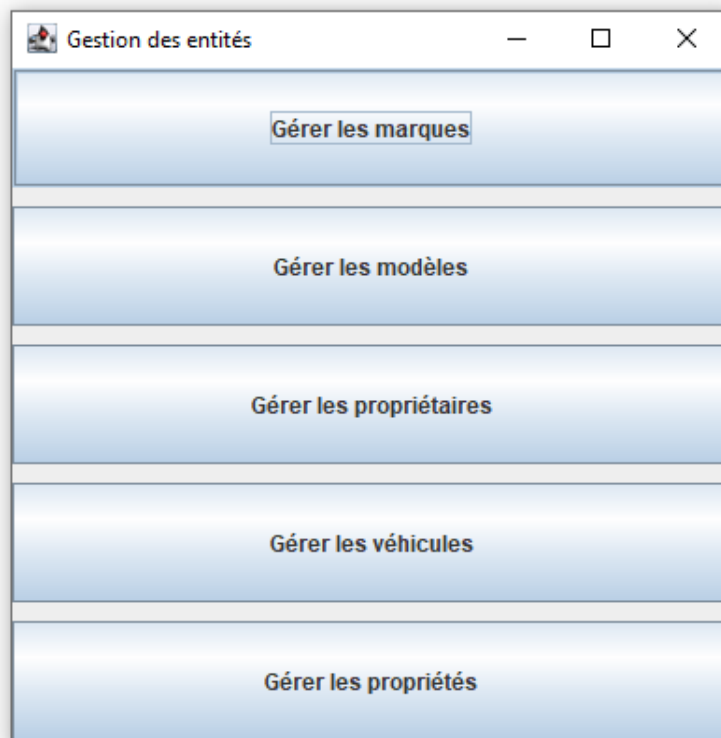 Gestion des entités
Gérer les marques
Gérer les modèles
Gérer les propriétaires
Gérer les véhicules
Gérer les propriétés